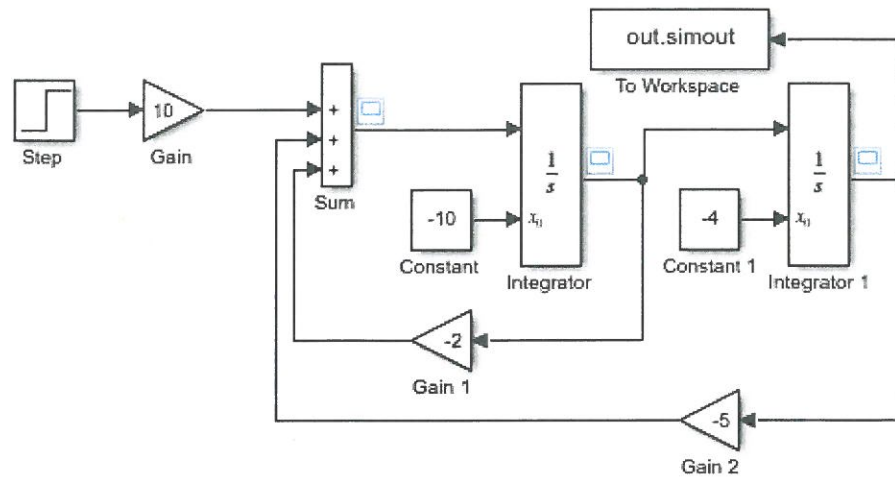 out.simout
To Workspace
Step
10
Gain
+
+
+
Sum
-10
Constant
1
s
x₀
Integrator
-4
Constant 1
1
s
x₀
Integrator 1
-2
Gain 1
-5
Gain 2